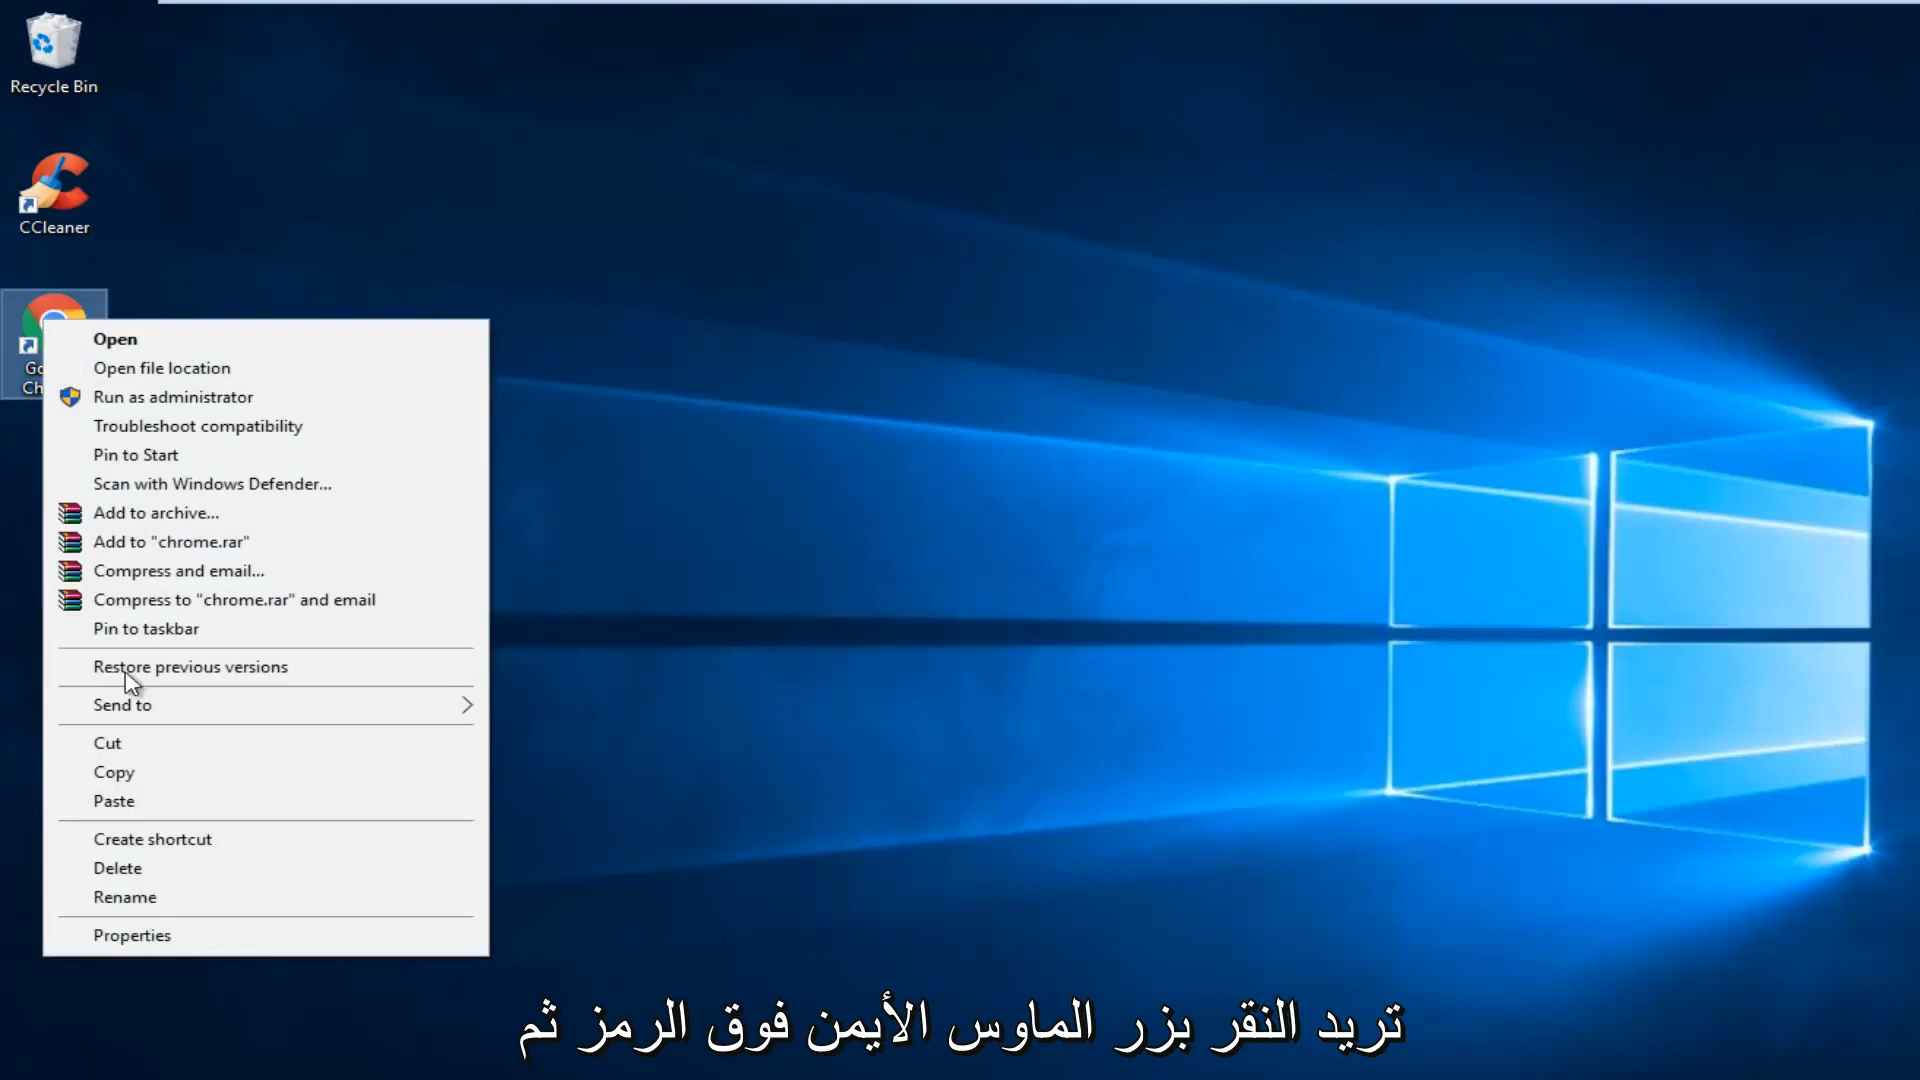 Recycle Bin
CCleaner
Open
Open file location
Run as administrator
Troubleshoot compatibility
Pin to Start
Scan with Windows Defender...
Add to archive...
Add to "chrome.rar"
Compress and email...
Compress to "chrome.rar" and email
Pin to taskbar
Restore previous versions
Send to
Cut
Copy
Paste
Create shortcut
Delete
Rename
Properties
تريد النقر بزر الماوس الأيمن فوق الرمز ثم